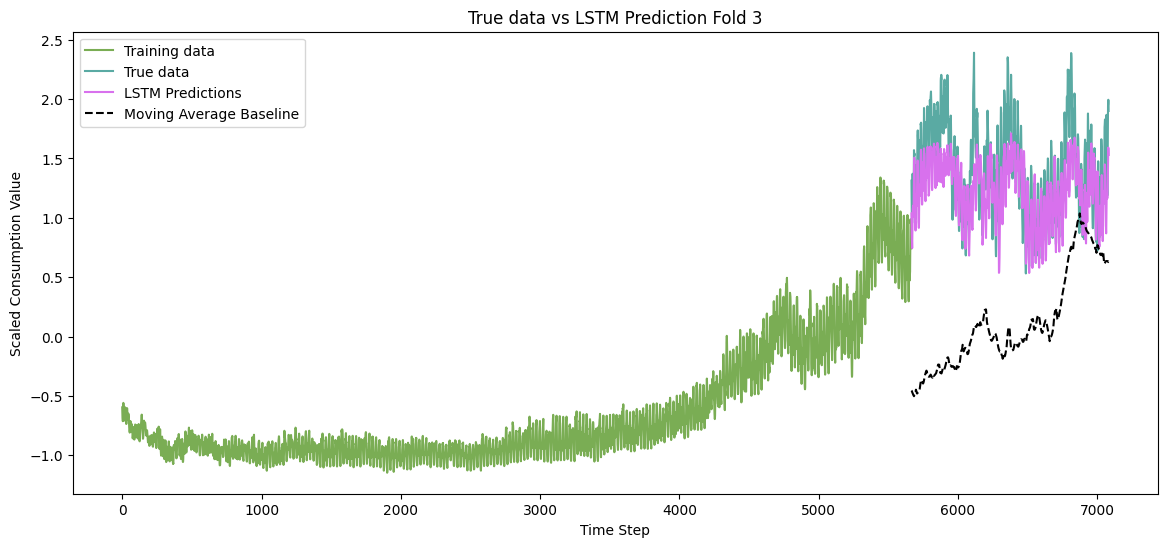 True data vs LSTM Prediction Fold 3
2.5
2.0
1.5
1.0
0.5
0.0
−0.5
−1.0
Scaled Consumption Value
Training data
True data
LSTM Predictions
Moving Average Baseline
0 1000 2000 3000 4000 5000 6000 7000
Time Step